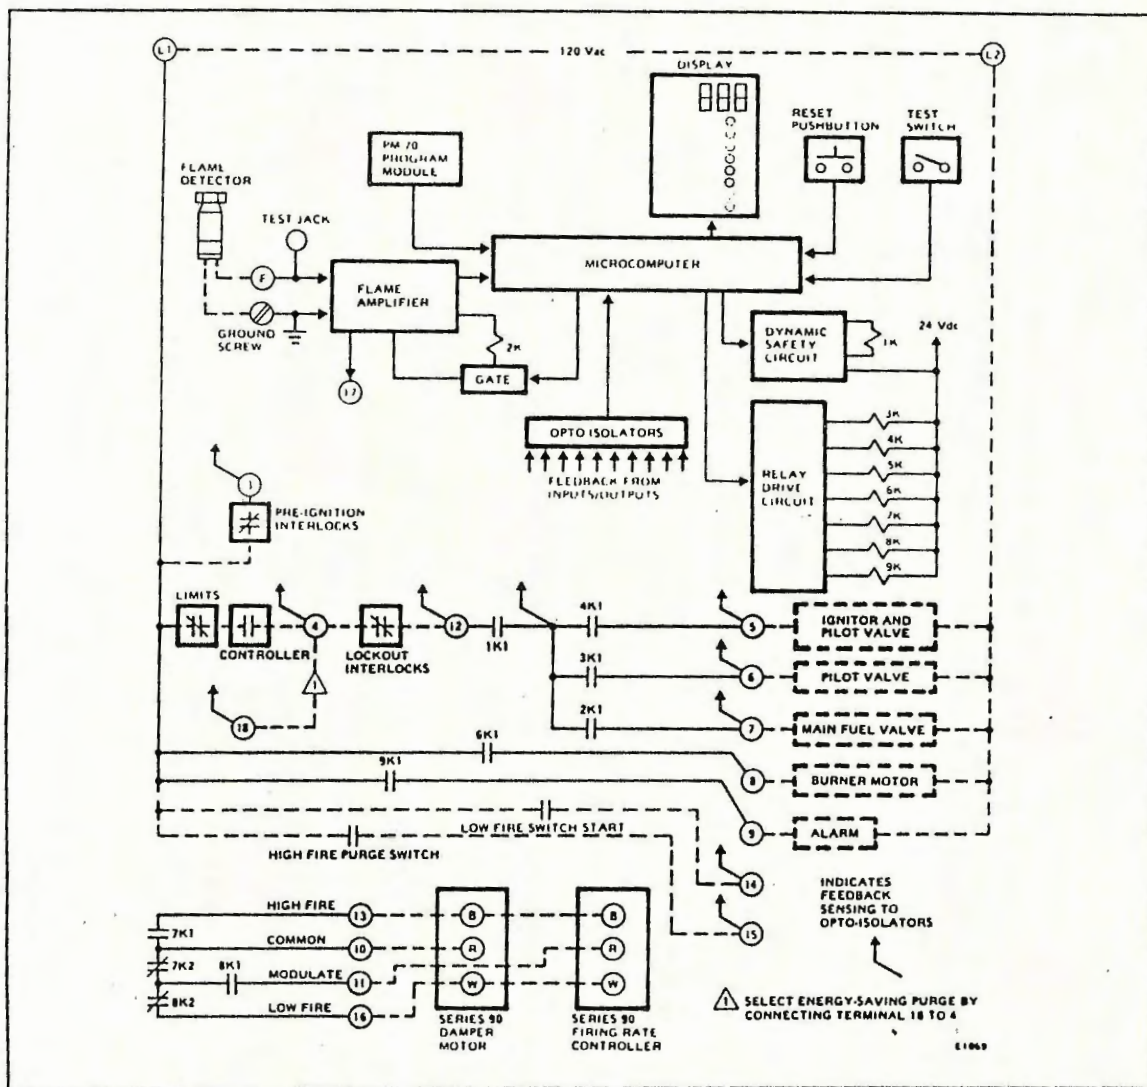 L1
120 Vac
L2
DISPLAY
RESET
PUSHBUTTON
TEST
SWITCH
PM 70
PROGRAM
MODULE
FLAME
DETECTOR
TEST JACK
MICROCOMPUTER
F
FLAME
AMPLIFIER
GROUND
SCREW
2K
GATE
17
DYNAMIC
SAFETY
CIRCUIT
1K
24 Vdc
OPTO ISOLATORS
FEEDBACK FROM
INPUTS/OUTPUTS
RELAY
DRIVE
CIRCUIT
3K
4K
5K
6K
7K
8K
9K
PRE-IGNITION
INTERLOCKS
LIMITS
CONTROLLER
4
LOCKOUT
INTERLOCKS
12
1K1
4K1
5
IGNITOR AND
PILOT VALVE
3K1
6
PILOT VALVE
1
18
2K1
7
MAIN FUEL VALVE
6K1
8
BURNER MOTOR
9K1
9
ALARM
LOW FIRE SWITCH START
HIGH FIRE PURGE SWITCH
14
15
INDICATES
FEEDBACK
SENSING TO
OPTO-ISOLATORS
HIGH FIRE
13
B
B
7K1
COMMON
10
R
R
7K2
8K1
MODULATE
11
8K2
LOW FIRE
16
W
W
SERIES 90
DAMPER
MOTOR
SERIES 90
FIRING RATE
CONTROLLER
1 SELECT ENERGY-SAVING PURGE BY
CONNECTING TERMINAL 18 TO 4
E1069